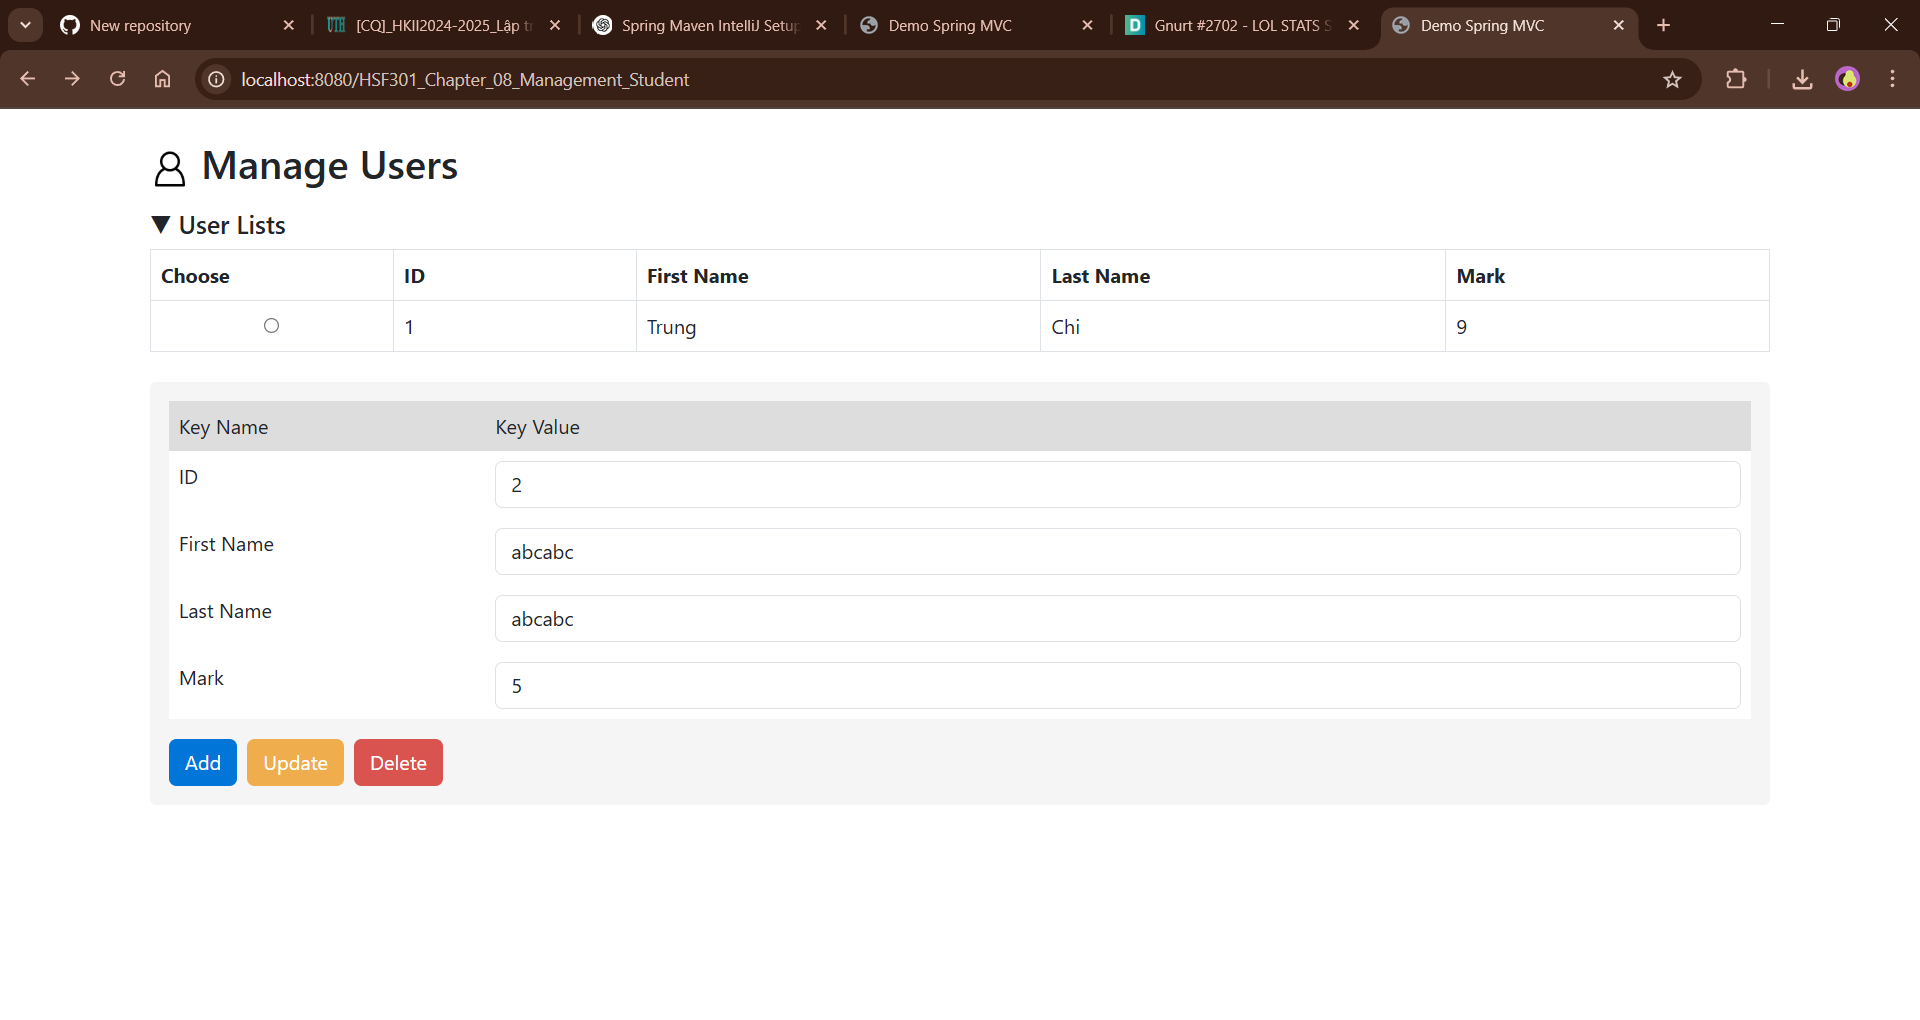 New repository
[CQ]_HKII2024-2025_Lập tr
Spring Maven IntelliJ Setup
Demo Spring MVC
Gnurt #2702 - LOL STATS S
Demo Spring MVC
localhost:8080/HSF301_Chapter_08_Management_Student
Manage Users
▼ User Lists
Choose ID First Name Last Name Mark
1 Trung Chi 9
Key Name Key Value
ID 2
First Name abcabc
Last Name abcabc
Mark 5
Add Update Delete